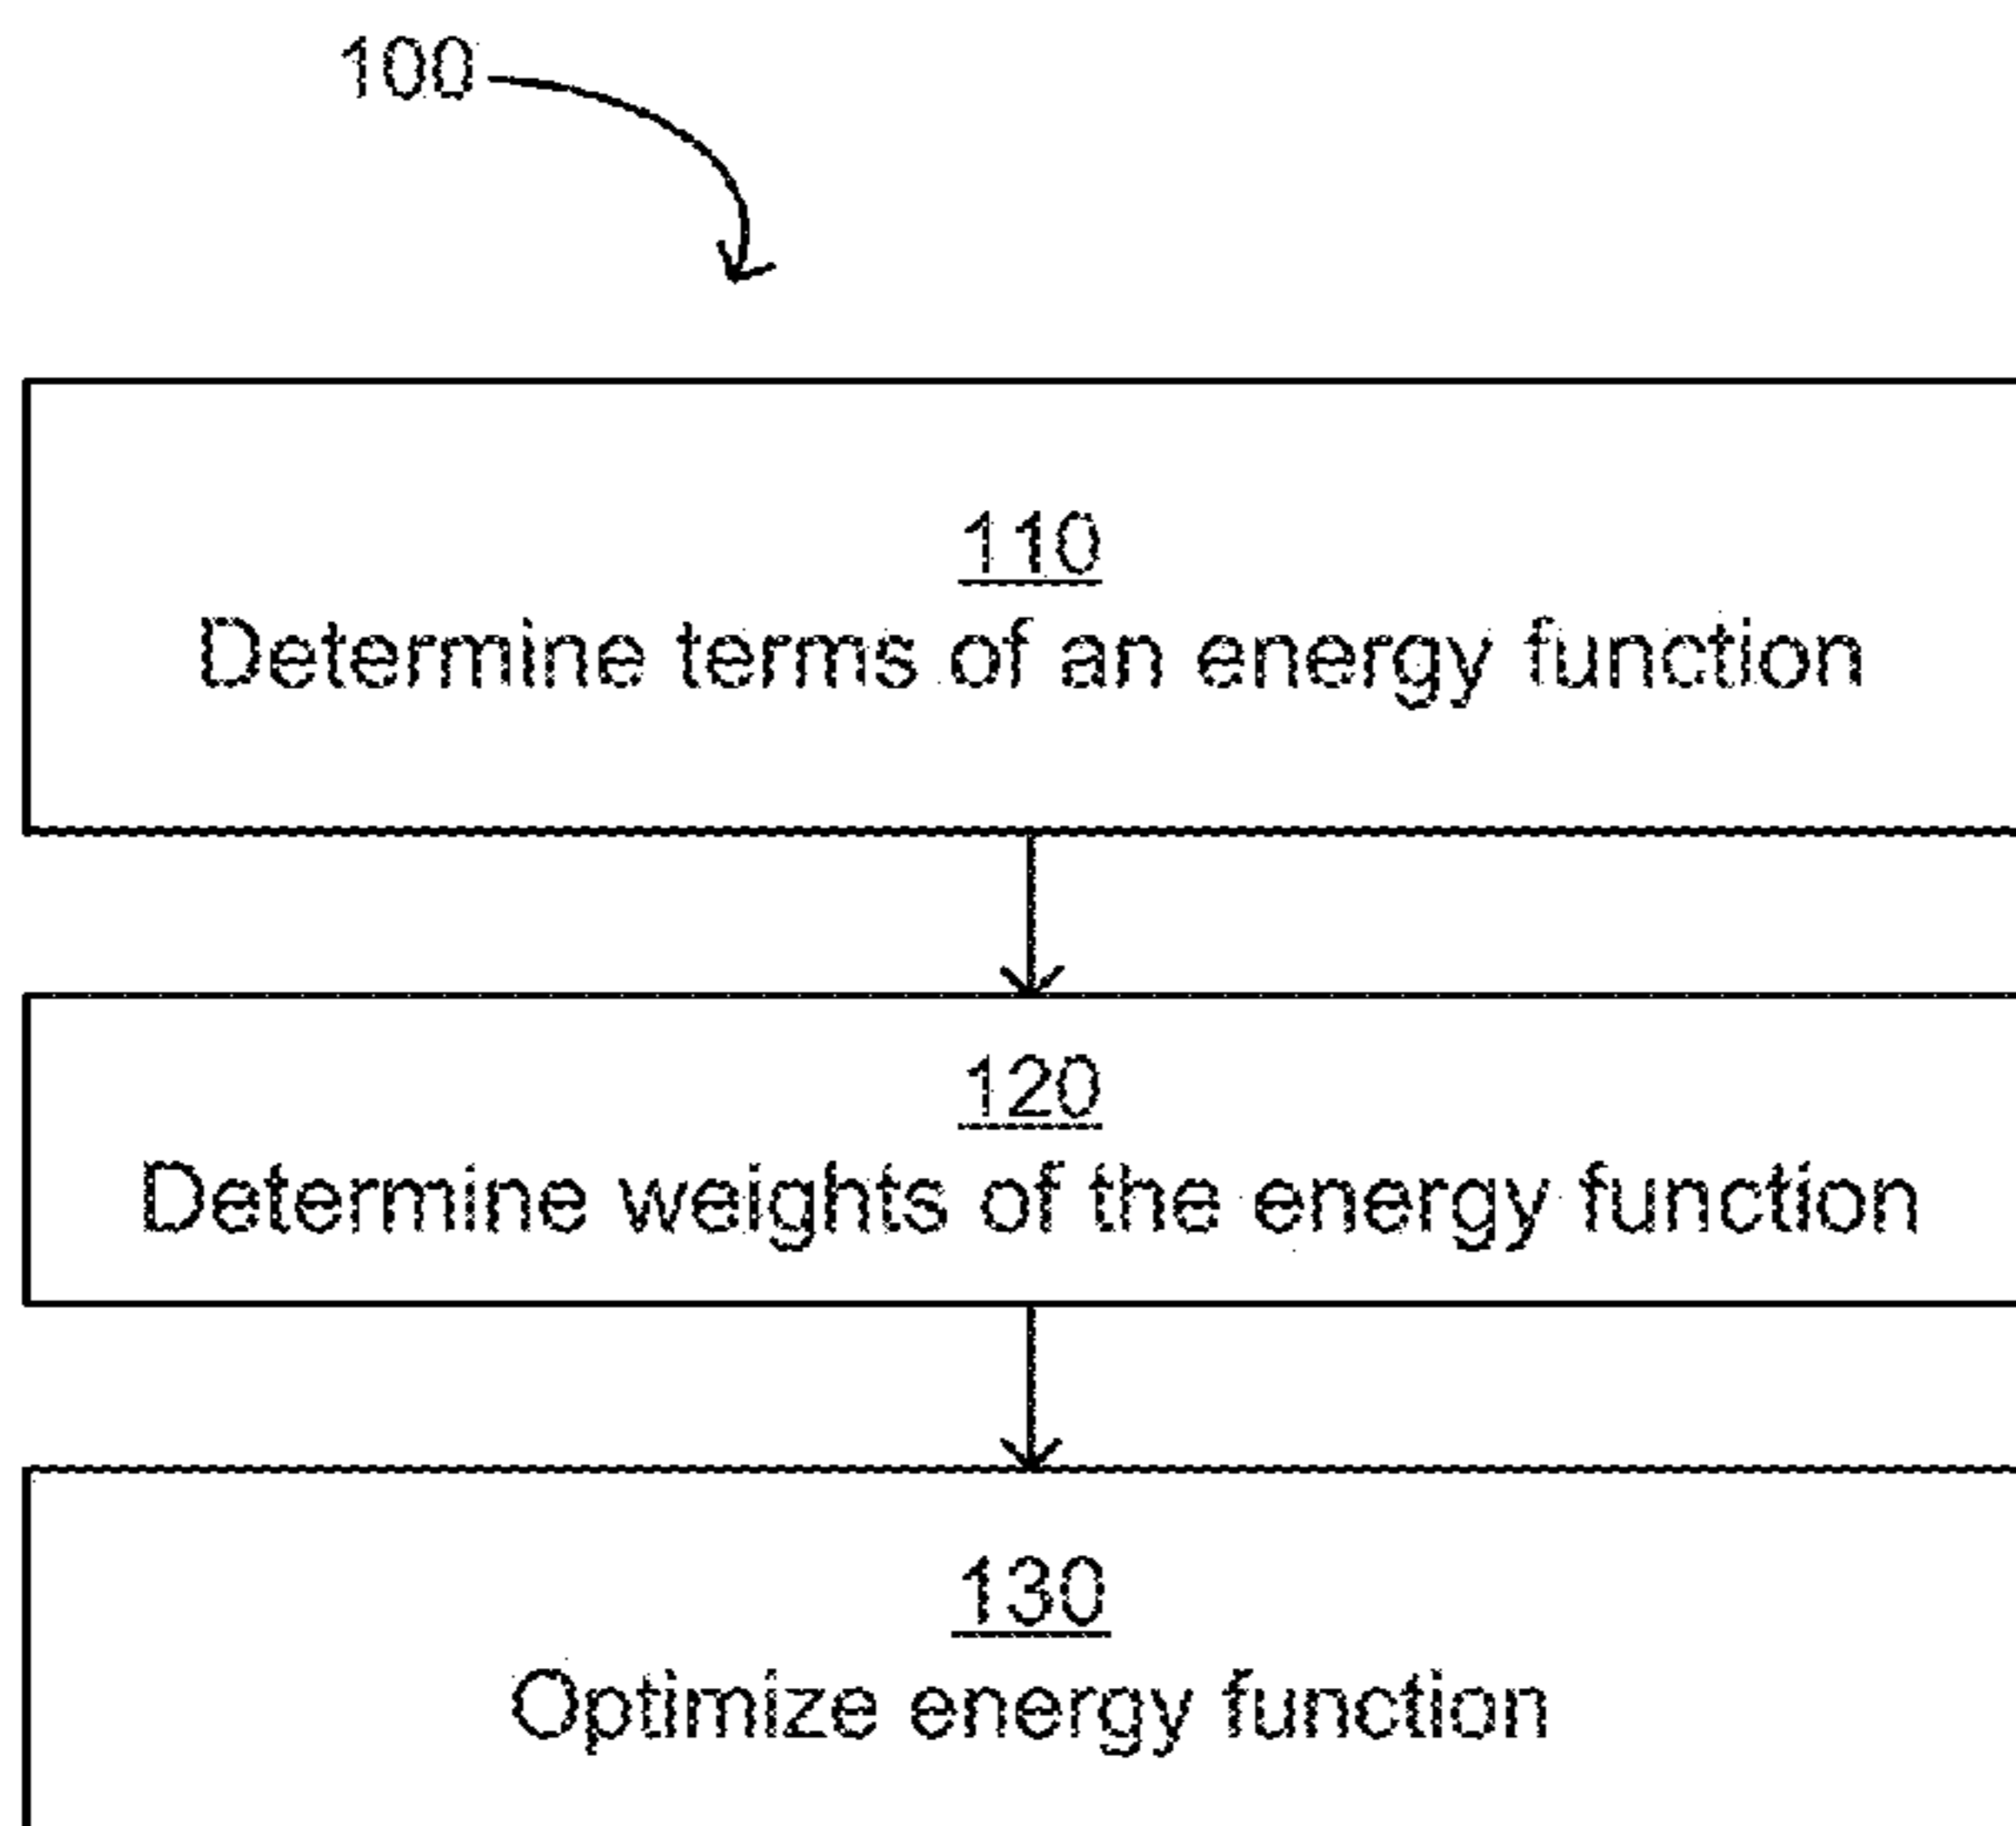 100
110
Determine terms of an energy function
120
Determine weights of the energy function
130
Optimize energy function